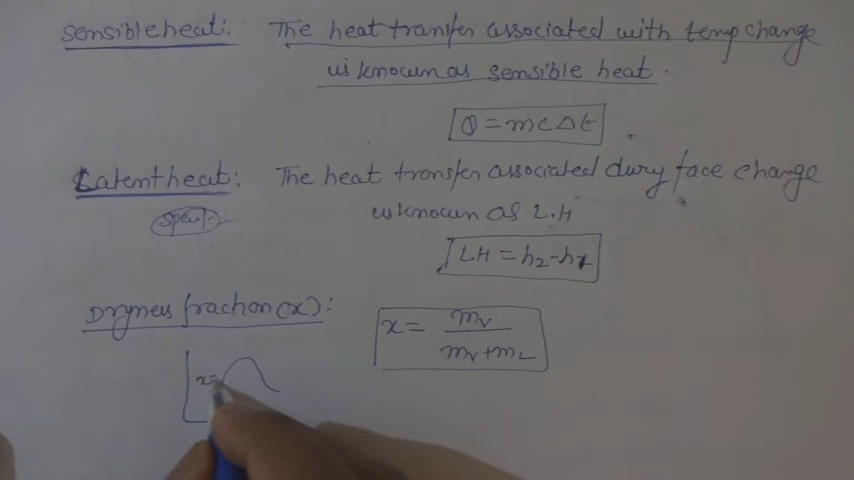 sensible heat: The heat transfer associated with temp change
is known as sensible heat.
Q = mcΔt
Latent heat: The heat transfer associated dury face change
is known as L.H
LH = h2-h1
Dryness fraction (x):
x = mv / mv+mL
x=